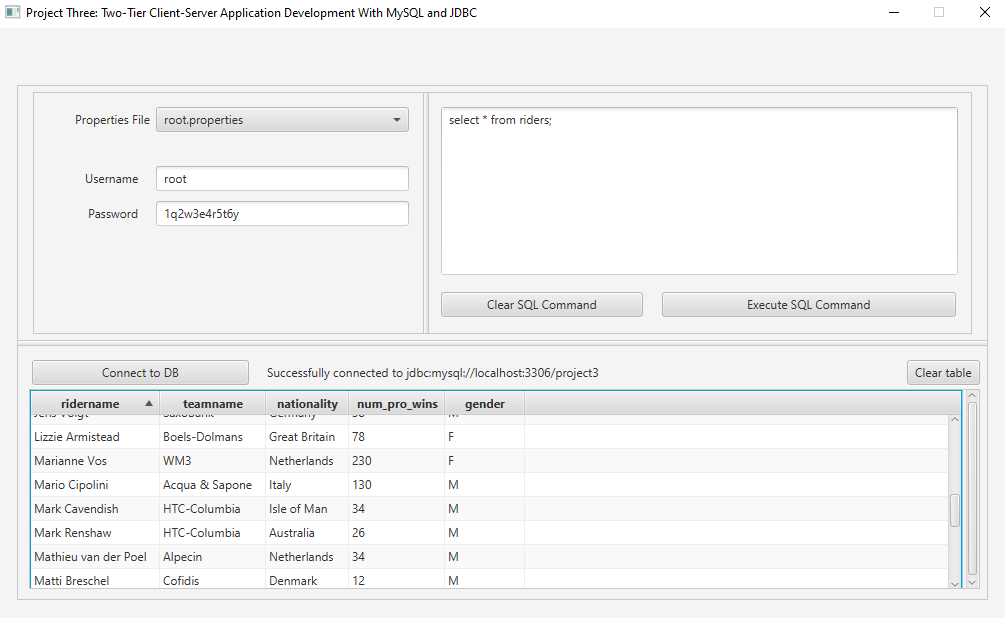 Project Three: Two-Tier Client-Server Application Development With MySQL and JDBC
Properties File root.properties
Username root
Password 1q2w3e4r5t6y
select * from riders;
Clear SQL Command Execute SQL Command
Connect to DB Successfully connected to jdbc:mysql://localhost:3306/project3 Clear table
ridername teamname nationality num_pro_wins gender
Lizzie Armistead Boels-Dolmans Great Britain 78 F
Marianne Vos WM3 Netherlands 230 F
Mario Cipolini Acqua & Sapone Italy 130 M
Mark Cavendish HTC-Columbia Isle of Man 34 M
Mark Renshaw HTC-Columbia Australia 26 M
Mathieu van der Poel Alpecin Netherlands 34 M
Matti Breschel Cofidis Denmark 12 M